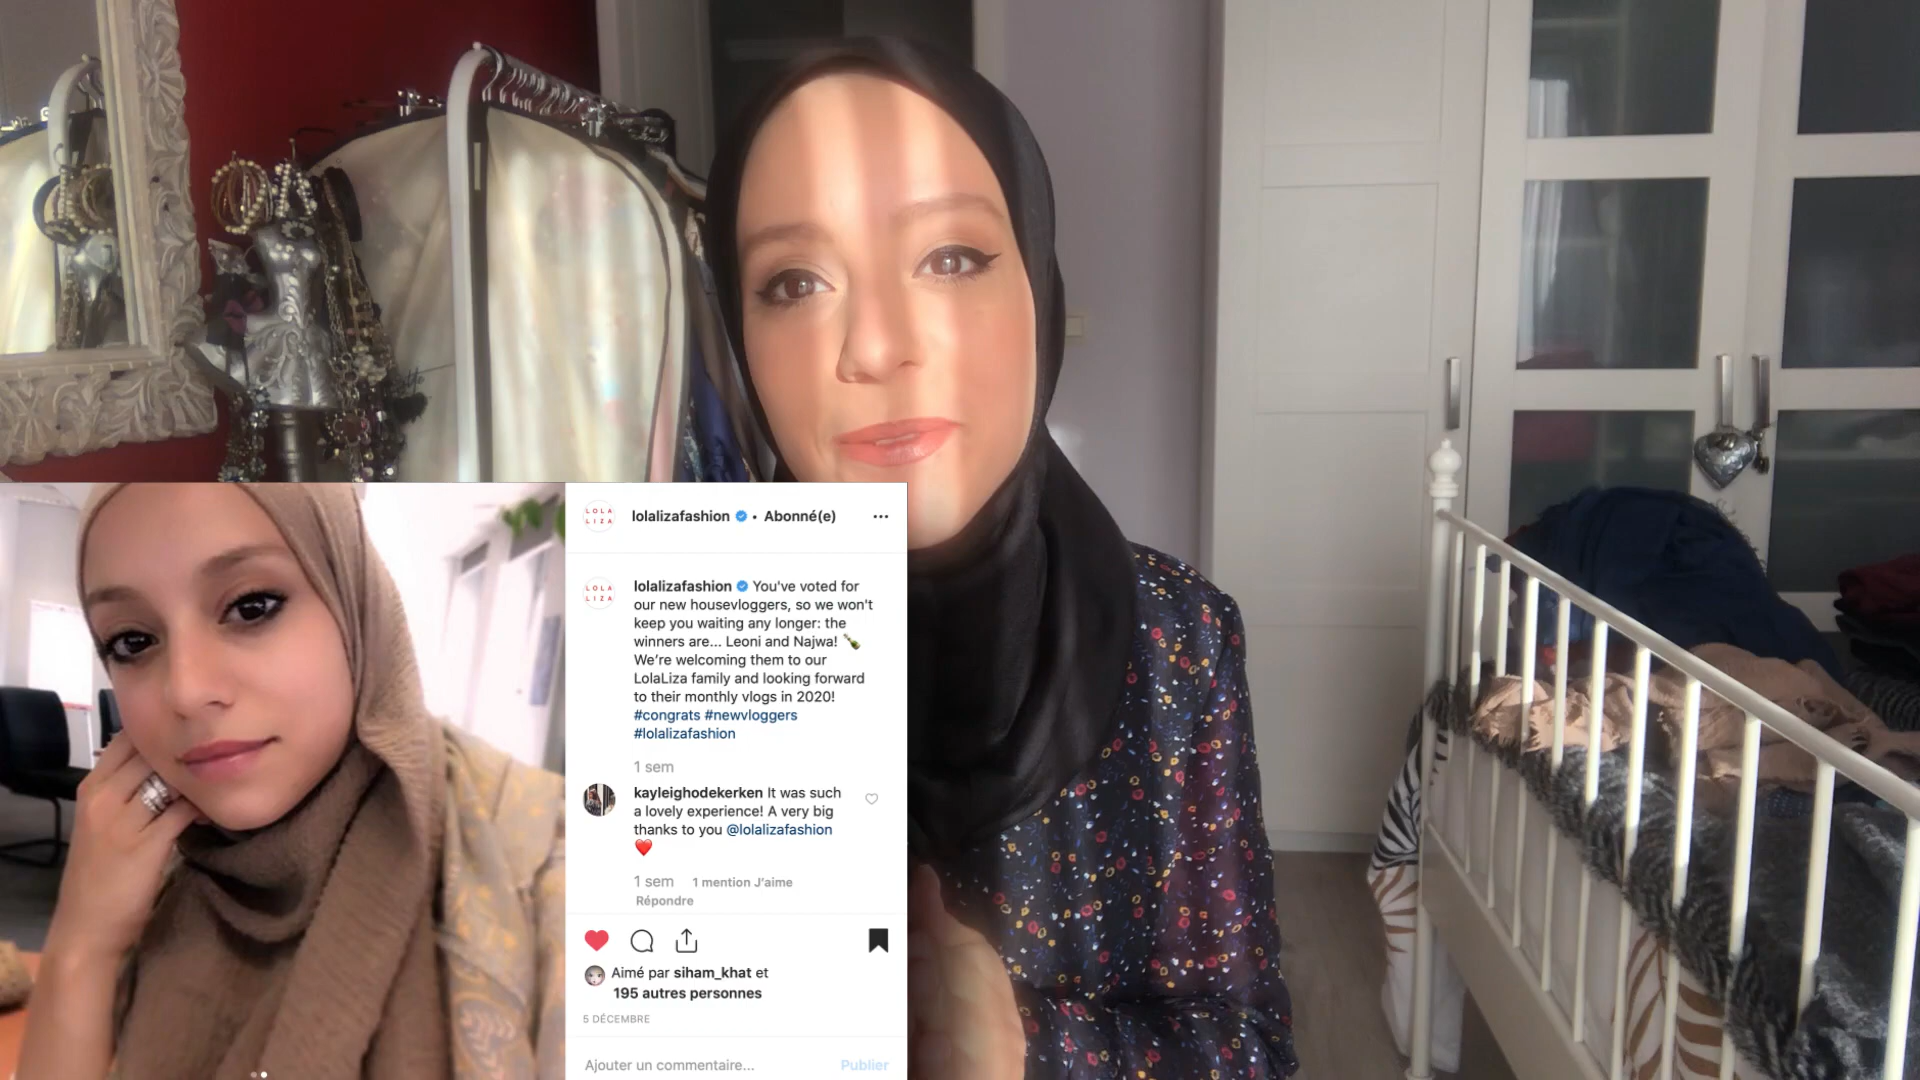 LOLA
LIZA
lolalizafashion • Abonné(e)
LOLA
LIZA
lolalizafashion You've voted for
our new housevloggers, so we won't
keep you waiting any longer: the
winners are... Leoni and Najwa! 🍾
We're welcoming them to our
LolaLiza family and looking forward
to their monthly vlogs in 2020!
#congrats #newvloggers
#lolalizafashion
1 sem
kayleighodekerken It was such
a lovely experience! A very big
thanks to you @lolalizafashion
❤️
1 sem 1 mention J'aime
Répondre
Aimé par siham_khat et
195 autres personnes
5 DÉCEMBRE
Ajouter un commentaire... Publier